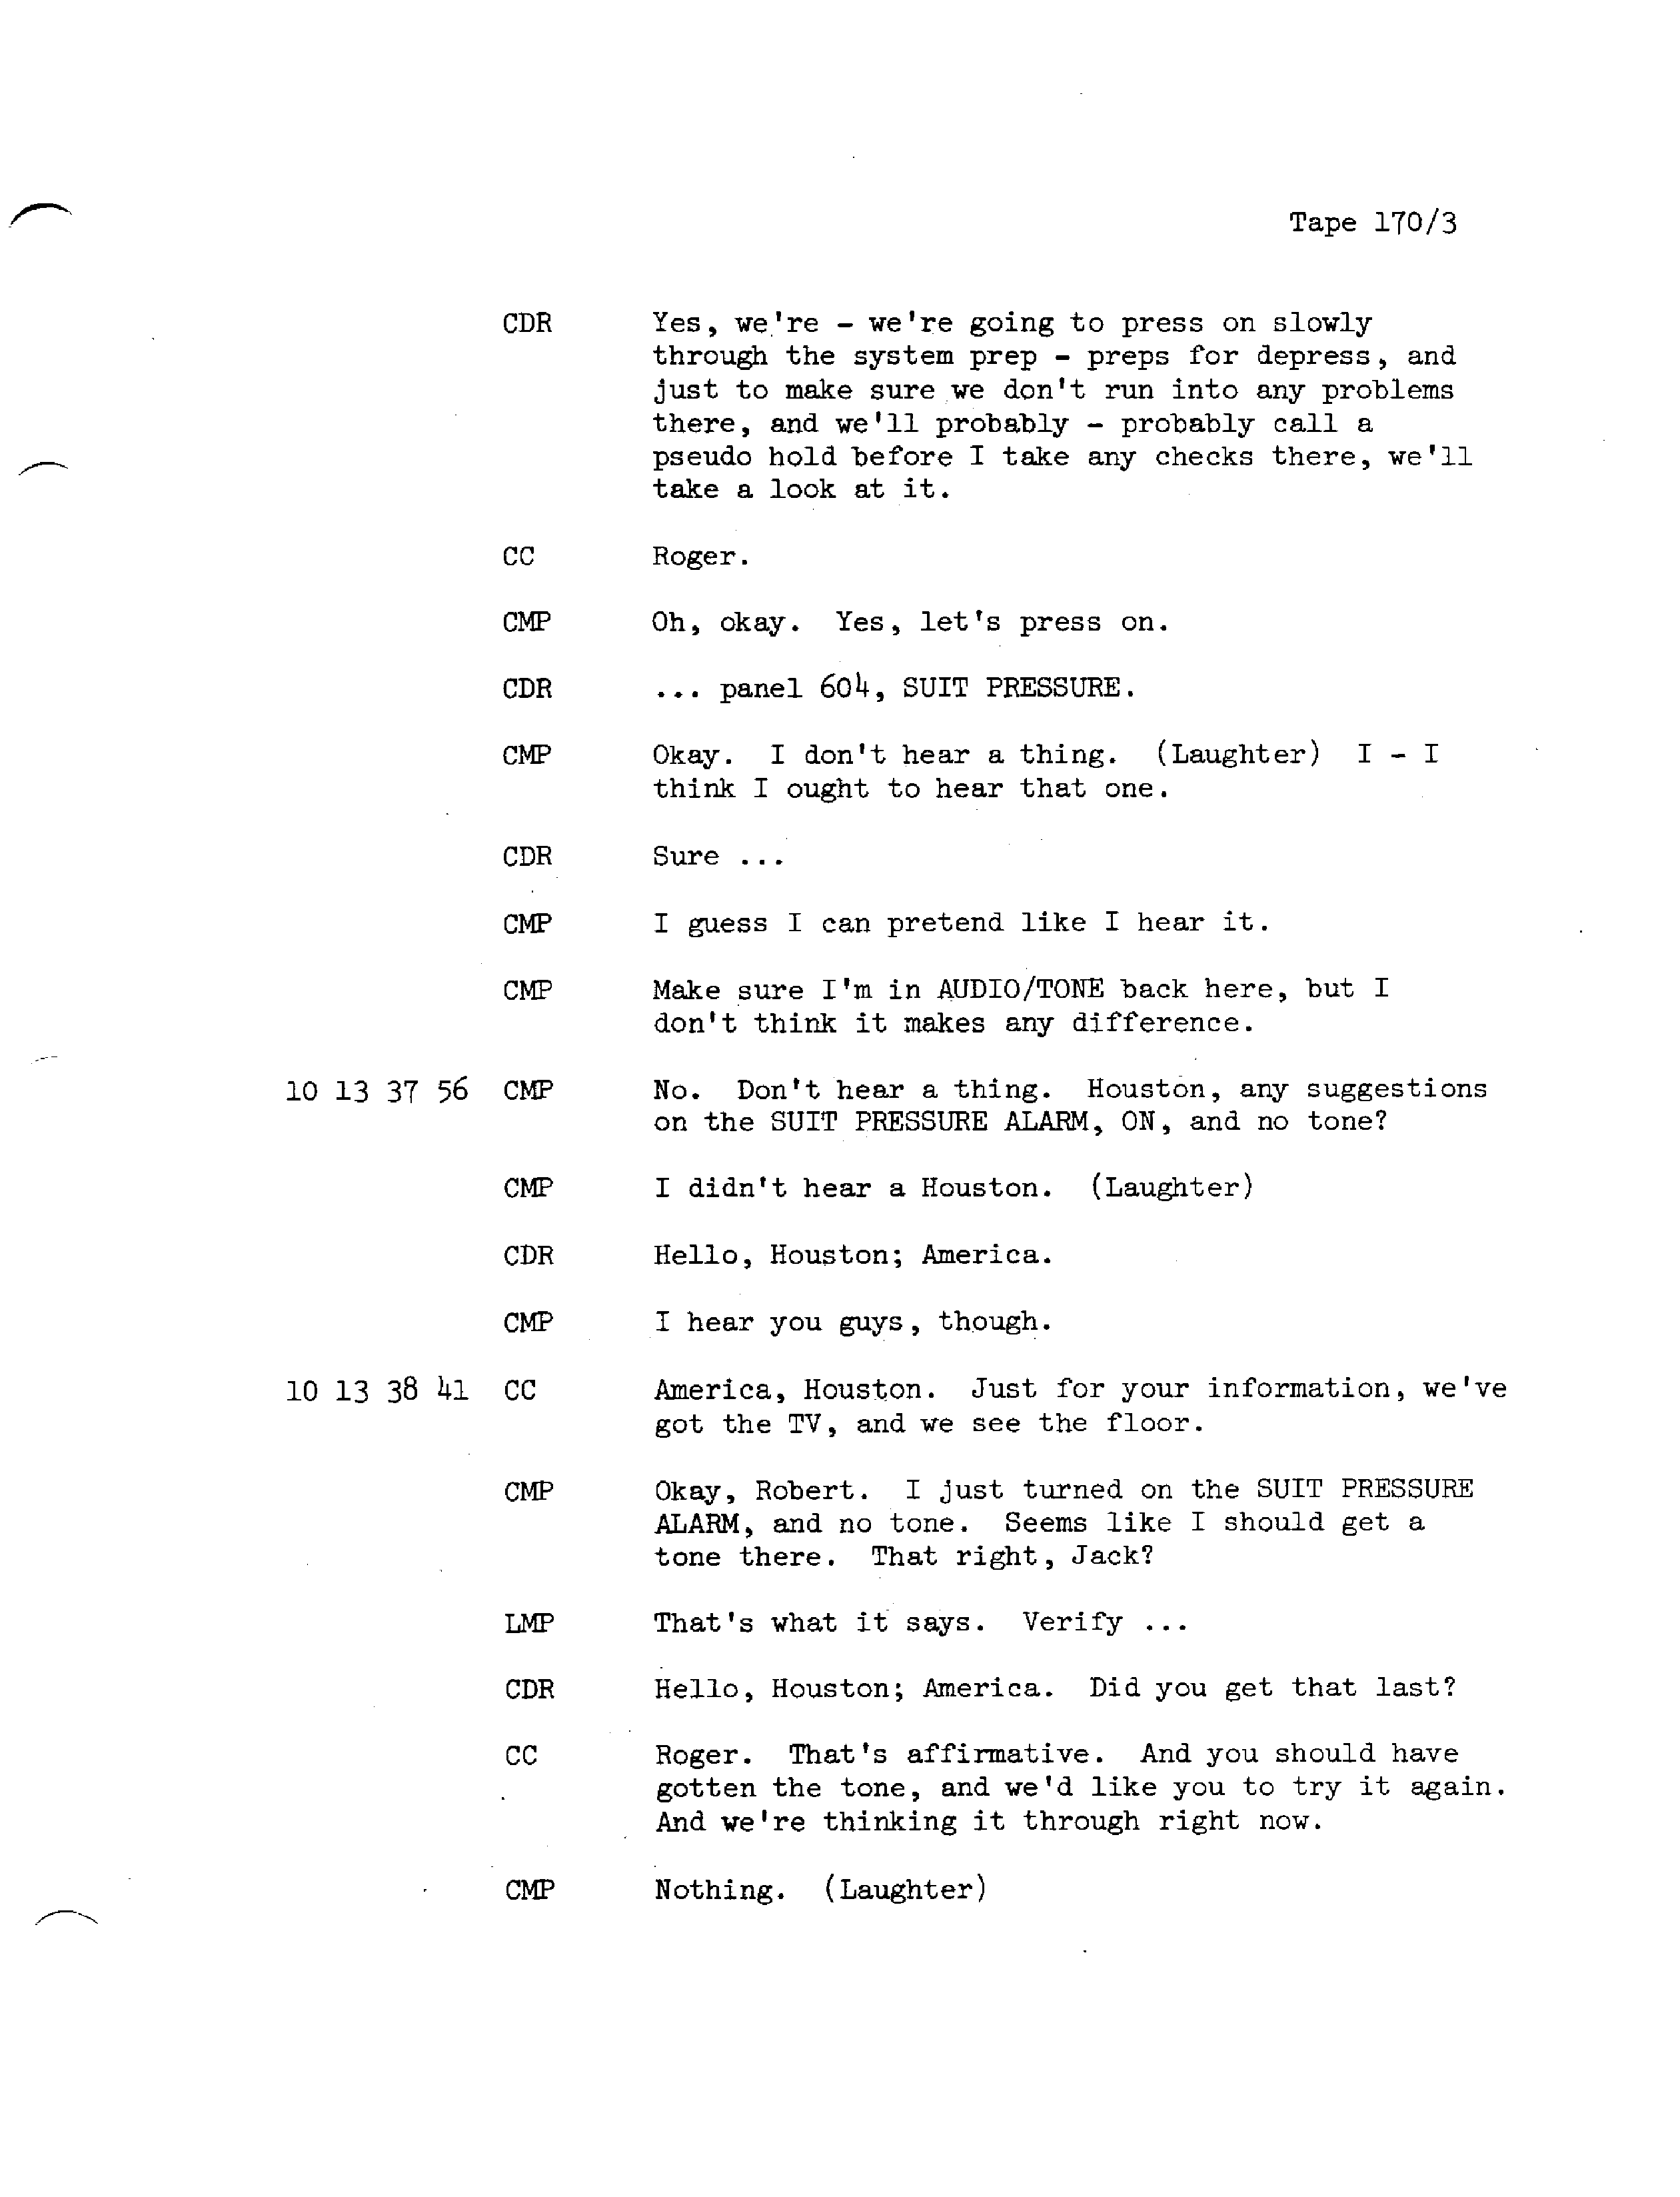 Tape 170/3
CDR Yes, we're - we're going to press on slowly
through the system prep - preps for depress, and
just to make sure we don't run into any problems
there, and we'll probably - probably call a
pseudo hold before I take any checks there, we'll
take a look at it.
CC Roger.
CMP Oh, okay. Yes, let's press on.
CDR ... panel 604, SUIT PRESSURE.
CMP Okay. I don't hear a thing. (Laughter) I - I
think I ought to hear that one.
CDR Sure ...
CMP I guess I can pretend like I hear it.
CMP Make sure I'm in AUDIO/TONE back here, but I
don't think it makes any difference.
10 13 37 56 CMP No. Don't hear a thing. Houston, any suggestions
on the SUIT PRESSURE ALARM, ON, and no tone?
CMP I didn't hear a Houston. (Laughter)
CDR Hello, Houston; America.
CMP I hear you guys, though.
10 13 38 41 CC America, Houston. Just for your information, we've
got the TV, and we see the floor.
CMP Okay, Robert. I just turned on the SUIT PRESSURE
ALARM, and no tone. Seems like I should get a
tone there. That right, Jack?
LMP That's what it says. Verify ...
CDR Hello, Houston; America. Did you get that last?
CC Roger. That's affirmative. And you should have
gotten the tone, and we'd like you to try it again.
And we're thinking it through right now.
CMP Nothing. (Laughter)